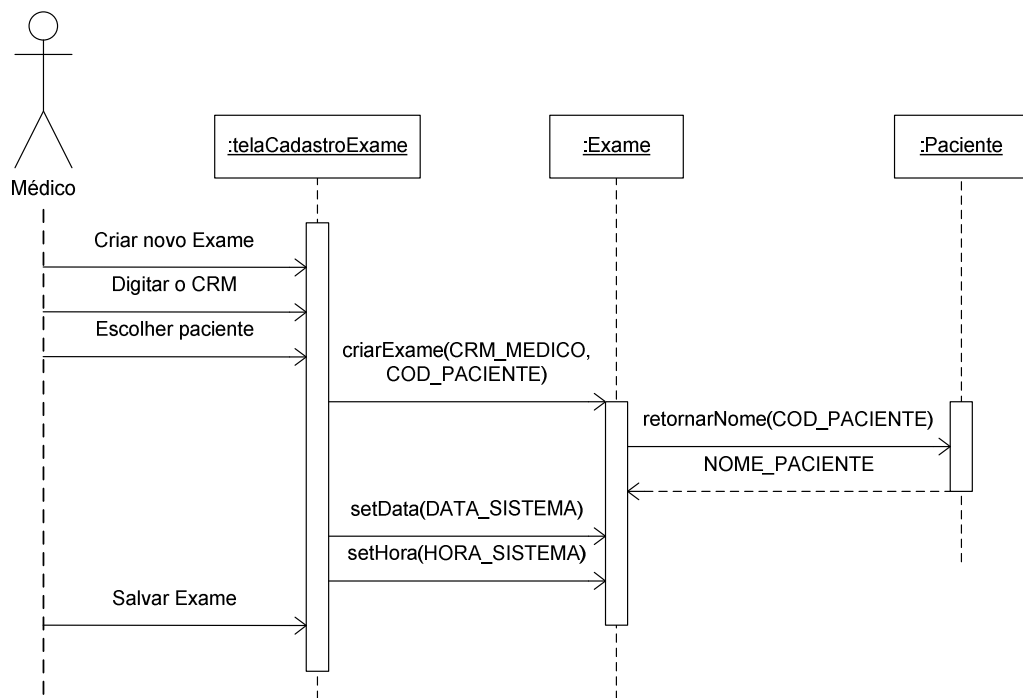 Médico
:telaCadastroExame
:Exame
:Paciente
Criar novo Exame
Digitar o CRM
Escolher paciente
criarExame(CRM_MEDICO,
COD_PACIENTE)
retornarNome(COD_PACIENTE)
NOME_PACIENTE
setData(DATA_SISTEMA)
setHora(HORA_SISTEMA)
Salvar Exame